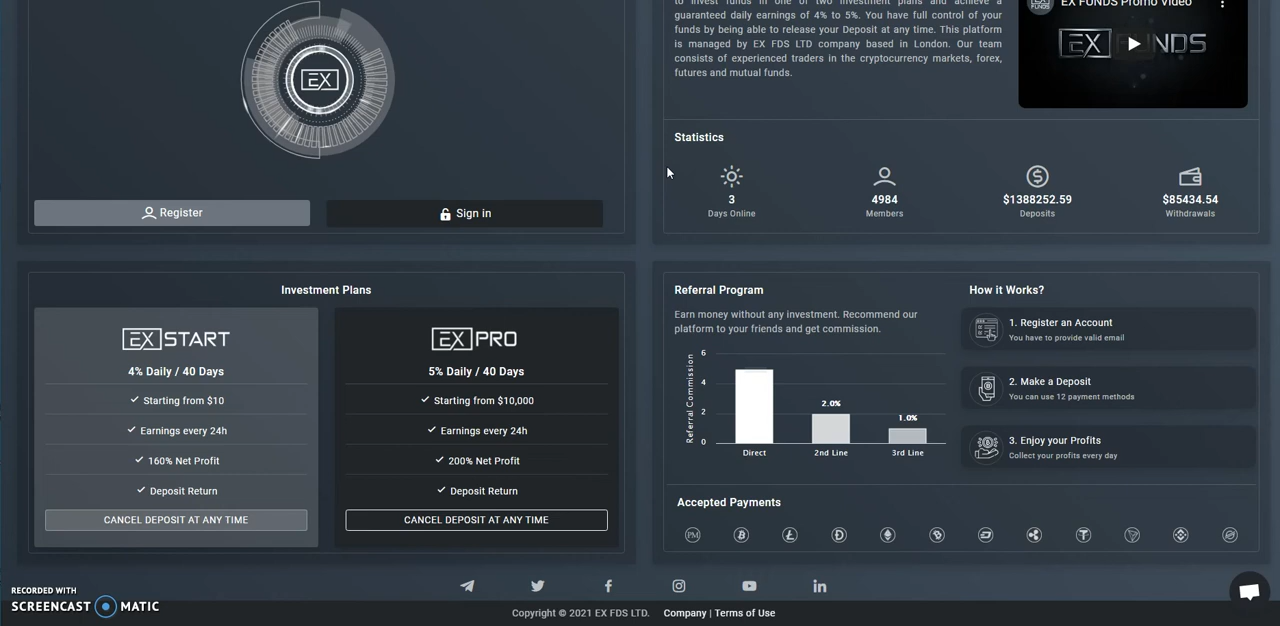 to invest funds in one of two investment plans and achieve a
guaranteed daily earnings of 4% to 5%. You have full control of your
funds by being able to release your Deposit at any time. This platform
is managed by EX FDS LTD company based in London. Our team
consists of experienced traders in the cryptocurrency markets, forex,
futures and mutual funds.
EX FUNDS Promo Video
EX
FUNDS
EX
NDS
EX
Register
Sign in
Statistics
3
Days Online
4984
Members
$1388252.59
Deposits
$85434.54
Withdrawals
Investment Plans
EX START
4% Daily / 40 Days
Starting from $10
Earnings every 24h
160% Net Profit
Deposit Return
CANCEL DEPOSIT AT ANY TIME
EX PRO
5% Daily / 40 Days
Starting from $10,000
Earnings every 24h
200% Net Profit
Deposit Return
CANCEL DEPOSIT AT ANY TIME
Referral Program
Earn money without any investment. Recommend our
platform to your friends and get commission.
Referral Commission
6
4
2
0
2.0%
1.0%
Direct
2nd Line
3rd Line
How it Works?
1. Register an Account
You have to provide valid email
2. Make a Deposit
You can use 12 payment methods
3. Enjoy your Profits
Collect your profits every day
Accepted Payments
PM
RECORDED WITH
SCREENCAST MATIC
Copyright © 2021 EX FDS LTD. Company | Terms of Use